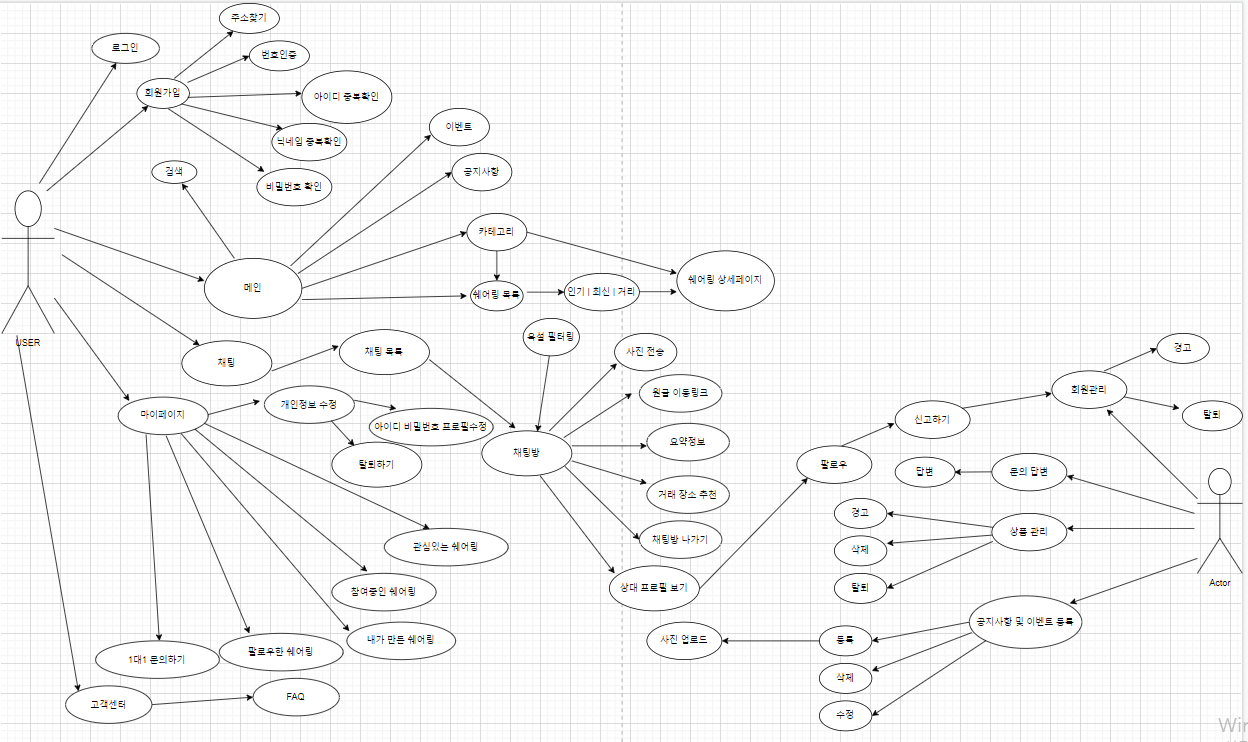 주소찾기
로그인
번호인증
회원가입
아이디 중복확인
이벤트
닉네임 중복확인
검색
공지사항
비밀번호 확인
카테고리
메인
쉐어링 상세페이지
쉐어링 목록
인기 | 최신 | 거리
USER
욕설 필터링
채팅
채팅 목록
사진 전송
경고
원글 이동링크
회원관리
마이페이지
개인정보 수정
아이디 비밀번호 프로필수정
탈퇴
신고하기
요약정보
채팅방
탈퇴하기
팔로우
답변
문의 답변
거래 장소 추천
경고
상품 관리
채팅방 나가기
관심있는 쉐어링
삭제
Actor
상대 프로필 보기
탈퇴
참여중인 쉐어링
공지사항 및 이벤트 등록
내가 만든 쉐어링
사진 업로드
등록
1대1 문의하기
팔로우한 쉐어링
삭제
고객센터
FAQ
수정
Wir